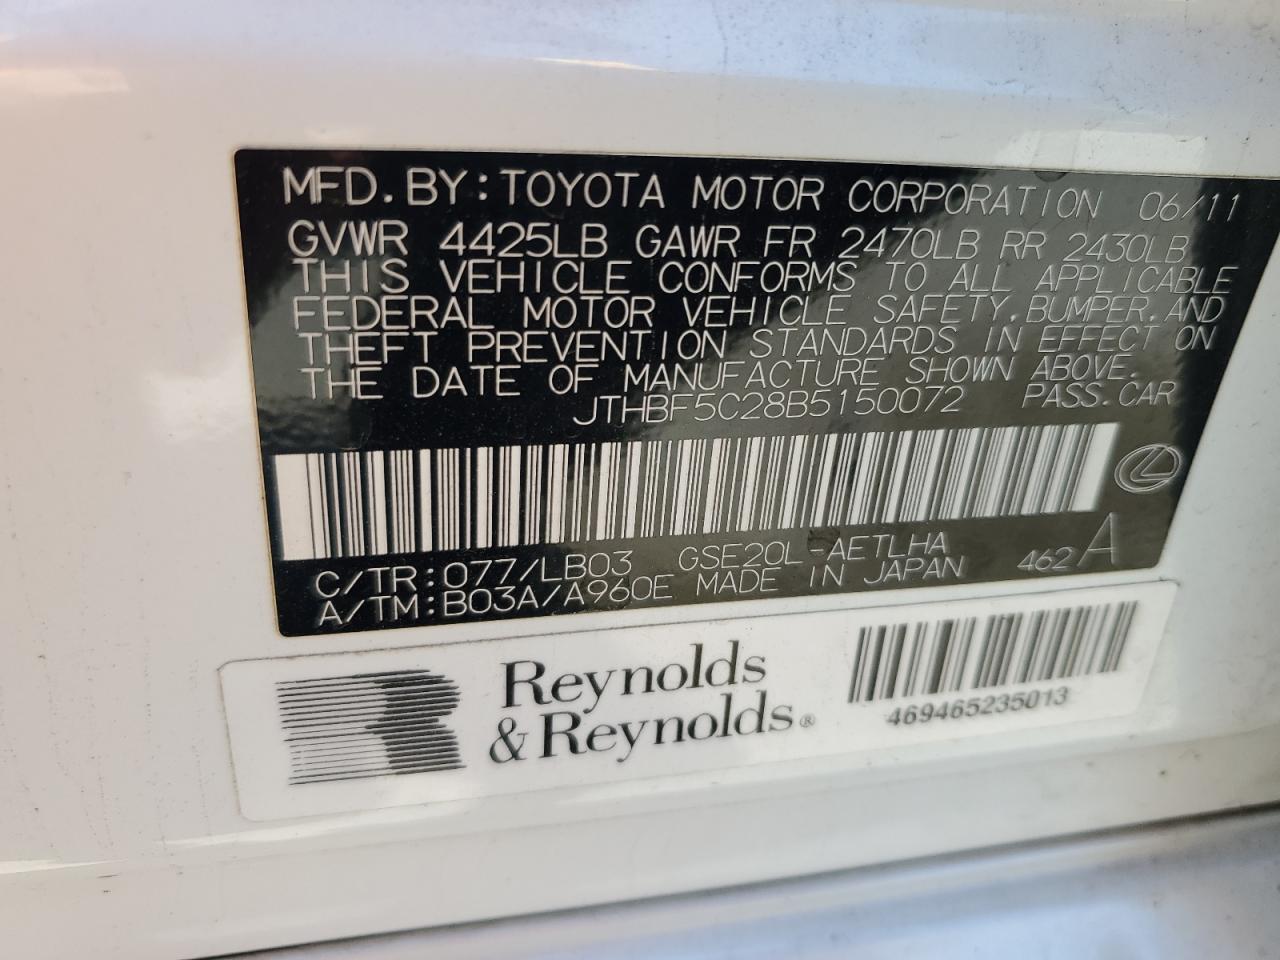 MFD. BY: TOYOTA MOTOR CORPORATION 06/11
GVWR 4425LB GAWR FR 2470LB RR 2430LB
THIS VEHICLE CONFORMS TO ALL APPLICABLE
FEDERAL MOTOR VEHICLE SAFETY, BUMPER, AND
THEFT PREVENTION STANDARDS IN EFFECT ON
THE DATE OF MANUFACTURE SHOWN ABOVE.
JTHBF5C28B5150072 PASS. CAR
C/TR: 077/LB03 GSE20L-AETLHA
A/TM: B03A/A960E MADE IN JAPAN 462 A
Reynolds
& Reynolds®
469465235013